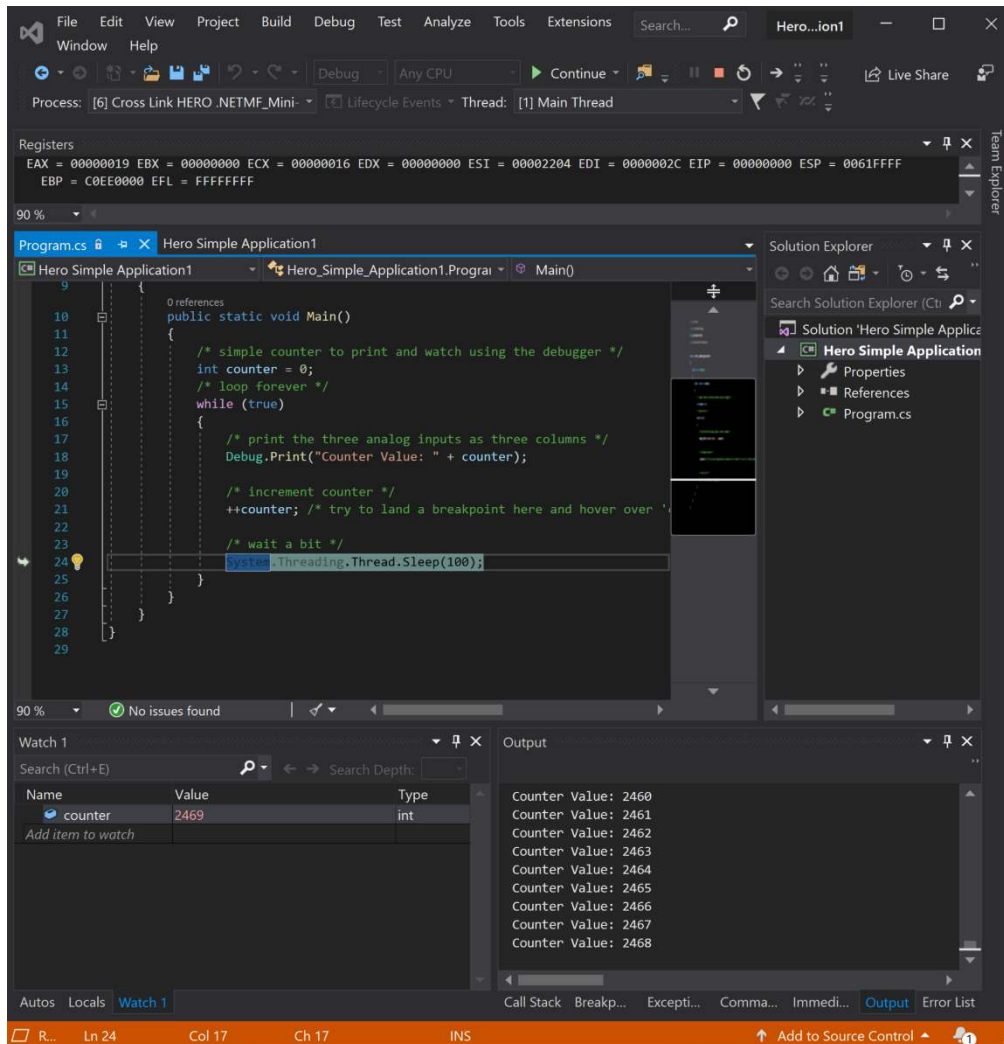 File Edit View Project Build Debug Test Analyze Tools Extensions Search... Hero...ion1
Window Help
Debug Any CPU Continue Live Share
Process: [6] Cross Link HERO .NETMF_Mini- Lifecycle Events Thread: [1] Main Thread
Team Explorer
Registers
EAX = 00000019 EBX = 00000000 ECX = 00000016 EDX = 00000000 ESI = 00002204 EDI = 0000002C EIP = 00000000 ESP = 0061FFFF
EBP = C0EE0000 EFL = FFFFFFFF
90 %
Program.cs Hero Simple Application1
Hero Simple Application1 Hero_Simple_Application1.Progra Main()
9 {
0 references
10 public static void Main()
11 {
12 /* simple counter to print and watch using the debugger */
13 int counter = 0;
14 /* loop forever */
15 while (true)
16 {
17 /* print the three analog inputs as three columns */
18 Debug.Print("Counter Value: " + counter);
19
20 /* increment counter */
21 ++counter; /* try to land a breakpoint here and hover over '
22
23 /* wait a bit */
24 System.Threading.Thread.Sleep(100);
25 }
26 }
27 }
28 }
29
90 % No issues found
Solution Explorer
Search Solution Explorer (Ct
Solution 'Hero Simple Applica
Hero Simple Application
Properties
References
Program.cs
Watch 1
Search (Ctrl+E) Search Depth:
Name Value Type
counter 2469 int
Add item to watch
Autos Locals Watch 1
Output
Counter Value: 2460
Counter Value: 2461
Counter Value: 2462
Counter Value: 2463
Counter Value: 2464
Counter Value: 2465
Counter Value: 2466
Counter Value: 2467
Counter Value: 2468
Call Stack Breakp... Excepti... Comma... Immedi... Output Error List
R... Ln 24 Col 17 Ch 17 INS Add to Source Control 1